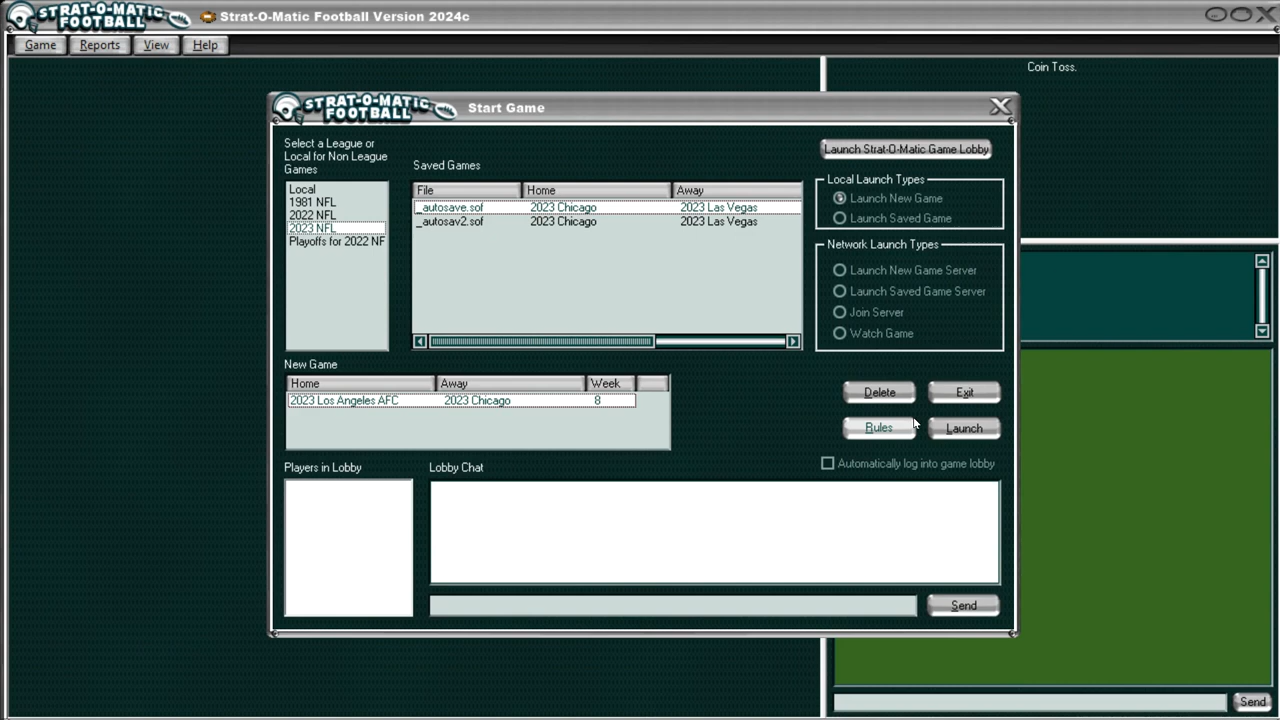 STRAT-O-MATIC
FOOTBALL
Strat-O-Matic Football Version 2024c
Game Reports View Help
Coin Toss.
STRAT-O-MATIC
FOOTBALL
Start Game
Select a League or
Local for Non League
Games
Local
1981 NFL
2022 NFL
2023 NFL
Playoffs for 2022 NF
Saved Games
File Home Away
_autosave.sof 2023 Chicago 2023 Las Vegas
_autosav2.sof 2023 Chicago 2023 Las Vegas
Launch Strat-O-Matic Game Lobby
Local Launch Types
Launch New Game
Launch Saved Game
Network Launch Types
Launch New Game Server
Launch Saved Game Server
Join Server
Watch Game
New Game
Home Away Week
2023 Los Angeles AFC 2023 Chicago 8
Delete Exit
Rules Launch
Automatically log into game lobby
Players in Lobby
Lobby Chat
Send
Send